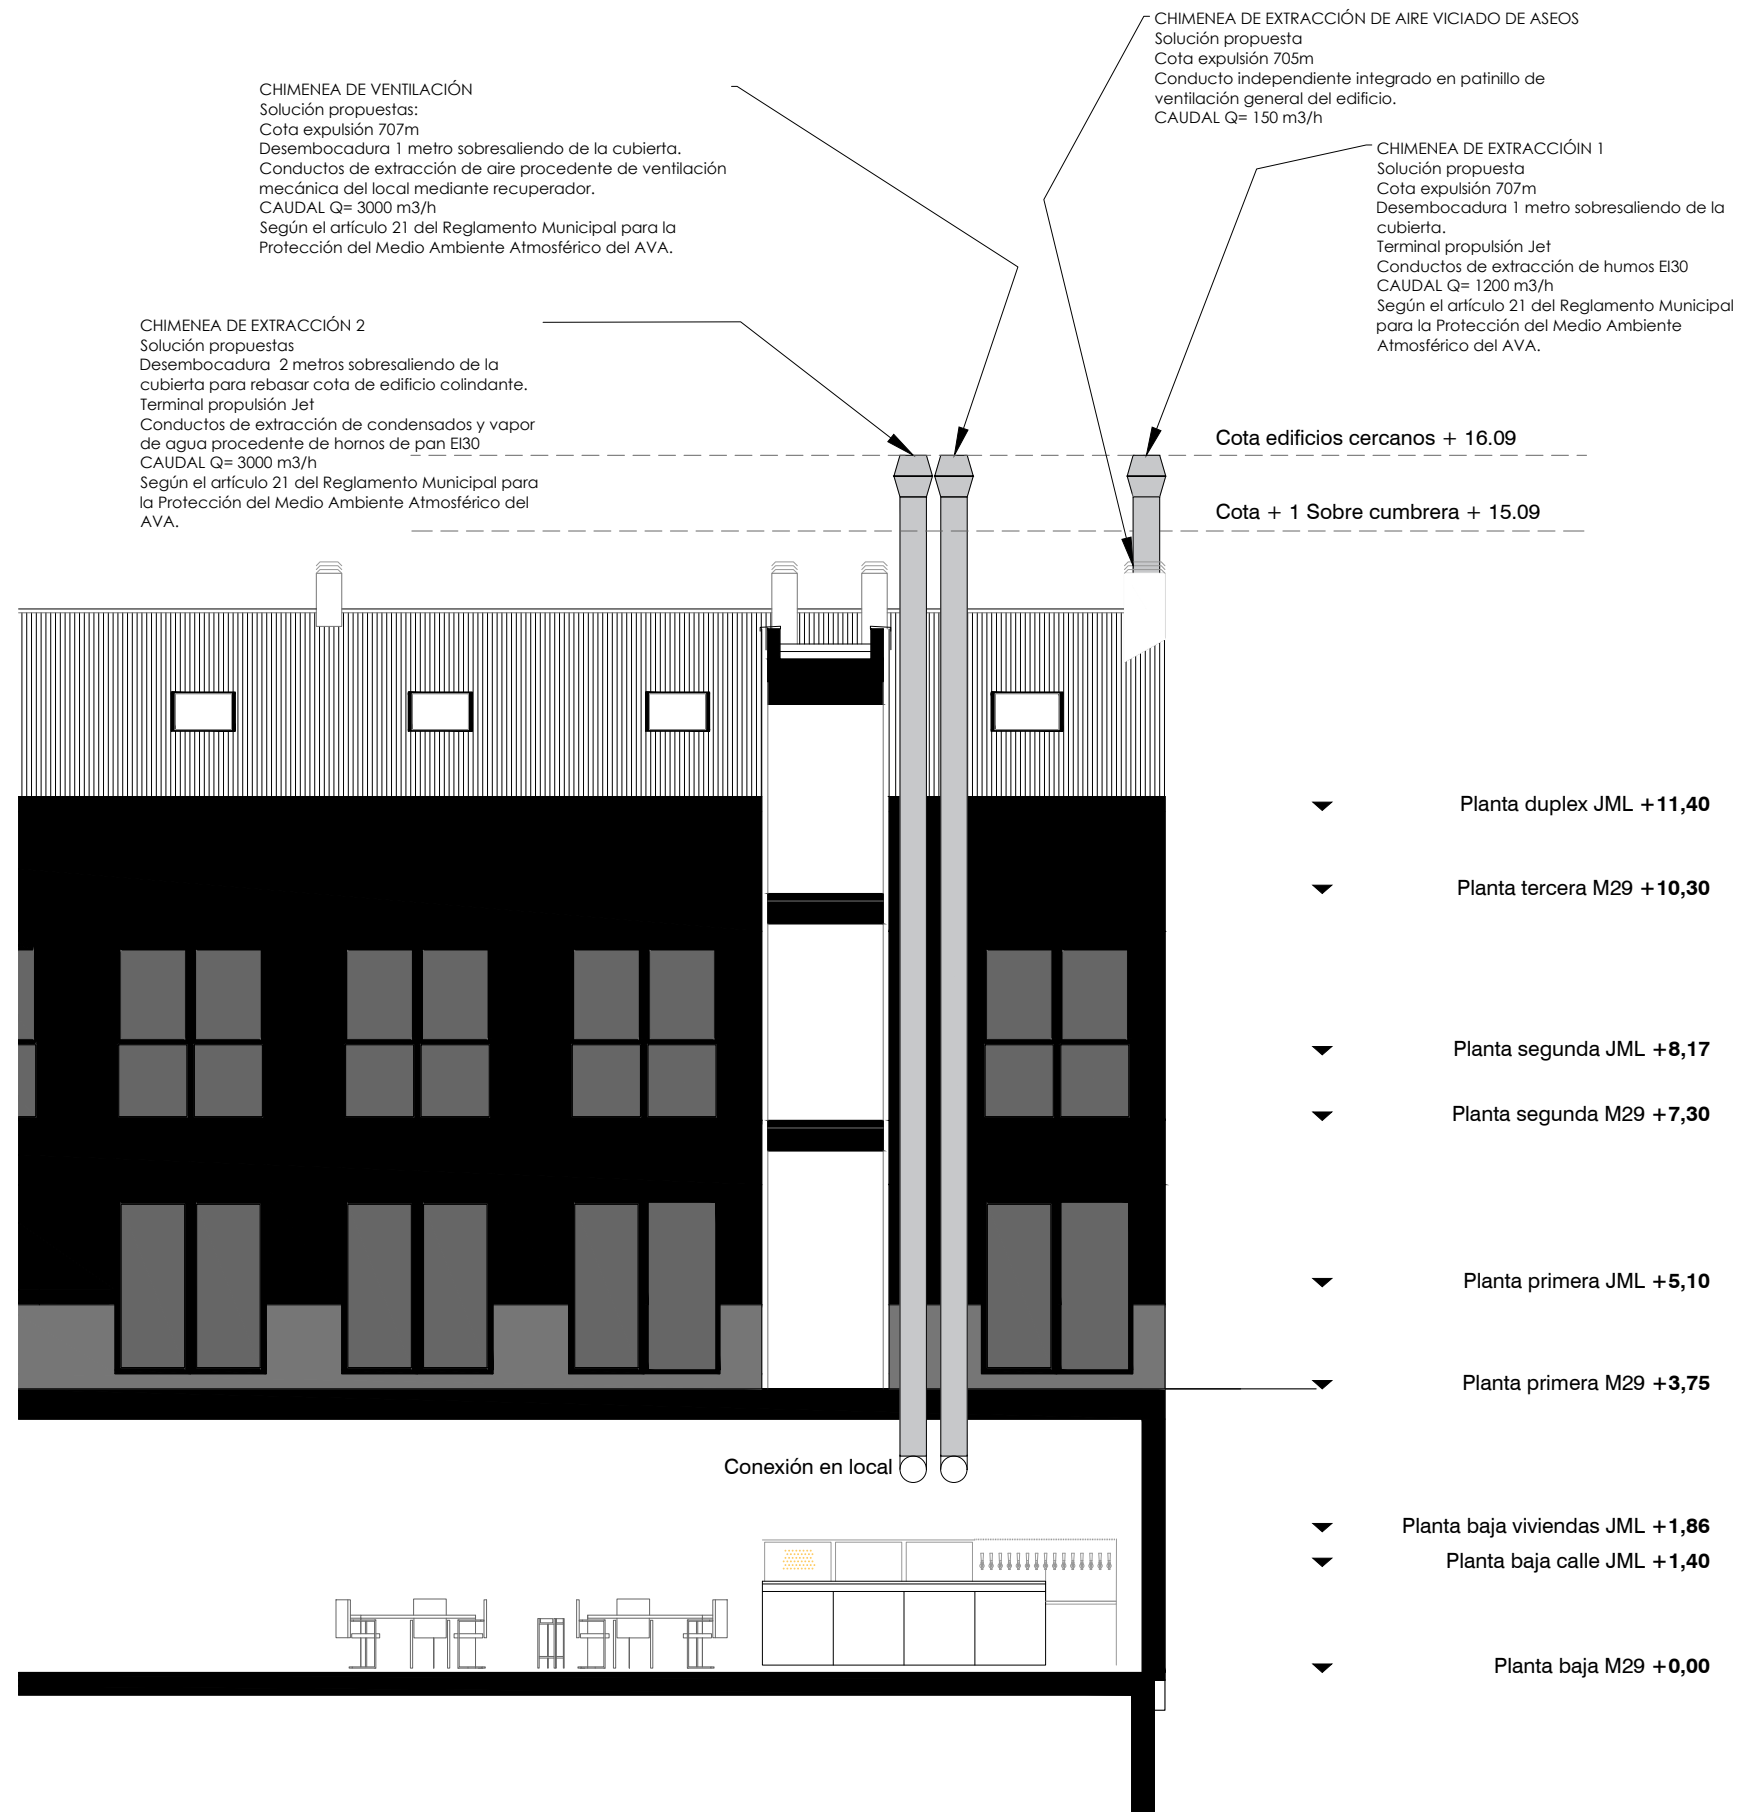 CHIMENEA DE EXTRACCIÓN DE AIRE VICIADO DE ASEOS
Solución propuesta
Cota expulsión 705m
Conducto independiente integrado en patinillo de
ventilación general del edificio.
CAUDAL Q= 150 m3/h
CHIMENEA DE VENTILACIÓN
Solución propuestas:
Cota expulsión 707m
Desembocadura 1 metro sobresaliendo de la cubierta.
Conductos de extracción de aire procedente de ventilación
mecánica del local mediante recuperador.
CAUDAL Q= 3000 m3/h
Según el artículo 21 del Reglamento Municipal para la
Protección del Medio Ambiente Atmosférico del AVA.
CHIMENEA DE EXTRACCIÓIN 1
Solución propuesta
Cota expulsión 707m
Desembocadura 1 metro sobresaliendo de la
cubierta.
Terminal propulsión Jet
Conductos de extracción de humos EI30
CAUDAL Q= 1200 m3/h
Según el artículo 21 del Reglamento Municipal
para la Protección del Medio Ambiente
Atmosférico del AVA.
CHIMENEA DE EXTRACCIÓN 2
Solución propuestas
Desembocadura  2 metros sobresaliendo de la
cubierta para rebasar cota de edificio colindante.
Terminal propulsión Jet
Conductos de extracción de condensados y vapor
de agua procedente de hornos de pan EI30
CAUDAL Q= 3000 m3/h
Según el artículo 21 del Reglamento Municipal para
la Protección del Medio Ambiente Atmosférico del
AVA.
Cota edificios cercanos + 16.09
Cota + 1 Sobre cumbrera + 15.09
Planta duplex JML +11,40
Planta tercera M29 +10,30
Planta segunda JML +8,17
Planta segunda M29 +7,30
Planta primera JML +5,10
Planta primera M29 +3,75
Conexión en local
Planta baja viviendas JML +1,86
Planta baja calle JML +1,40
Planta baja M29 +0,00